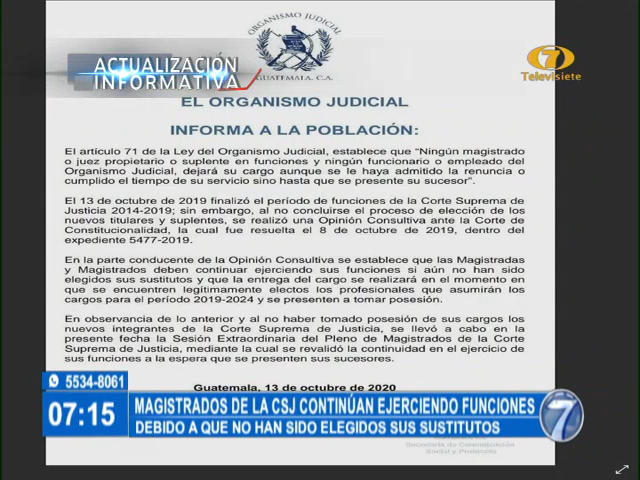 ORGANISMO JUDICIAL
GUATEMALA, C.A.
ACTUALIZACIÓN
INFORMATIVA
7
Televisiete
EL ORGANISMO JUDICIAL
INFORMA A LA POBLACIÓN:
El artículo 71 de la Ley del Organismo Judicial, establece que "Ningún magistrado
o juez propietario o suplente en funciones y ningún funcionario o empleado del
Organismo Judicial, dejará su cargo aunque se le haya admitido la renuncia o
cumplido el tiempo de su servicio sino hasta que se presente su sucesor".
El 13 de octubre de 2019 finalizó el período de funciones de la Corte Suprema de
Justicia 2014-2019; sin embargo, al no concluirse el proceso de elección de los
nuevos titulares y suplentes, se realizó una Opinión Consultiva ante la Corte de
Constitucionalidad, la cual fue resuelta el 8 de octubre de 2019, dentro del
expediente 5477-2019.
En la parte conducente de la Opinión Consultiva se establece que las Magistradas
y Magistrados deben continuar ejerciendo sus funciones si aún no han sido
elegidos sus sustitutos y que la entrega del cargo se realizará en el momento en
que se encuentren legítimamente electos los profesionales que asumirán los
cargos para el período 2019-2024 y se presenten a tomar posesión.
En observancia de lo anterior y al no haber tomado posesión de sus cargos los
nuevos integrantes de la Corte Suprema de Justicia, se llevó a cabo en la
presente fecha la Sesión Extraordinaria del Pleno de Magistrados de la Corte
Suprema de Justicia, mediante la cual se revalidó la continuidad en el ejercicio de
sus funciones a la espera que se presenten sus sucesores.
Guatemala, 13 de octubre de 2020
5534-8061
07:15
MAGISTRADOS DE LA CSJ CONTINÚAN EJERCIENDO FUNCIONES
DEBIDO A QUE NO HAN SIDO ELEGIDOS SUS SUSTITUTOS
7
Secretaría de Comunicación
Social y Protocolo